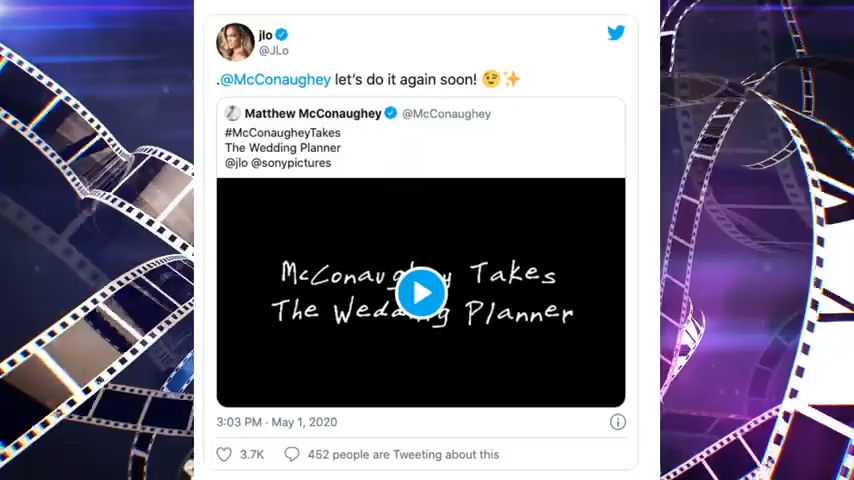 jlo
@JLo
.@McConaughey let's do it again soon! 😉✨
Matthew McConaughey @McConaughey
#McConaugheyTakes
The Wedding Planner
@jlo @sonypictures
McConaughey Takes
The Wedding Planner
3:03 PM · May 1, 2020
3.7K 452 people are Tweeting about this